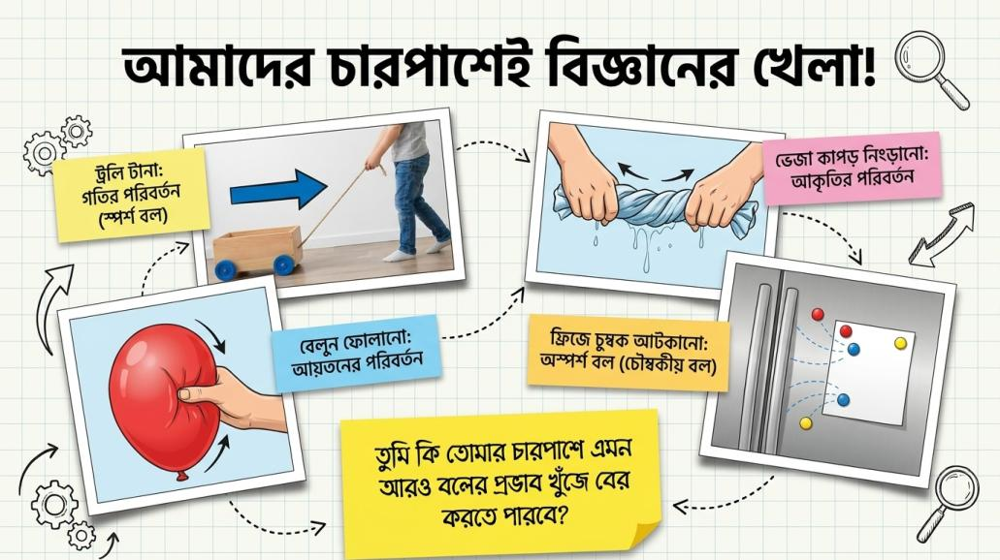 আমাদের চারপাশেই বিজ্ঞানের খেলা!
ট্রলি টানা:
গতির পরিবর্তন
(স্পর্শ বল)
ভেজা কাপড় নিংড়ানো:
আকৃতির পরিবর্তন
বেলুন ফোলানো:
আয়তনের পরিবর্তন
ফ্রিজে চুম্বক আটকানো:
অস্পর্শ বল (চৌম্বকীয় বল)
তুমি কি তোমার চারপাশে এমন
আরও বলের প্রভাব খুঁজে বের
করতে পারবে?